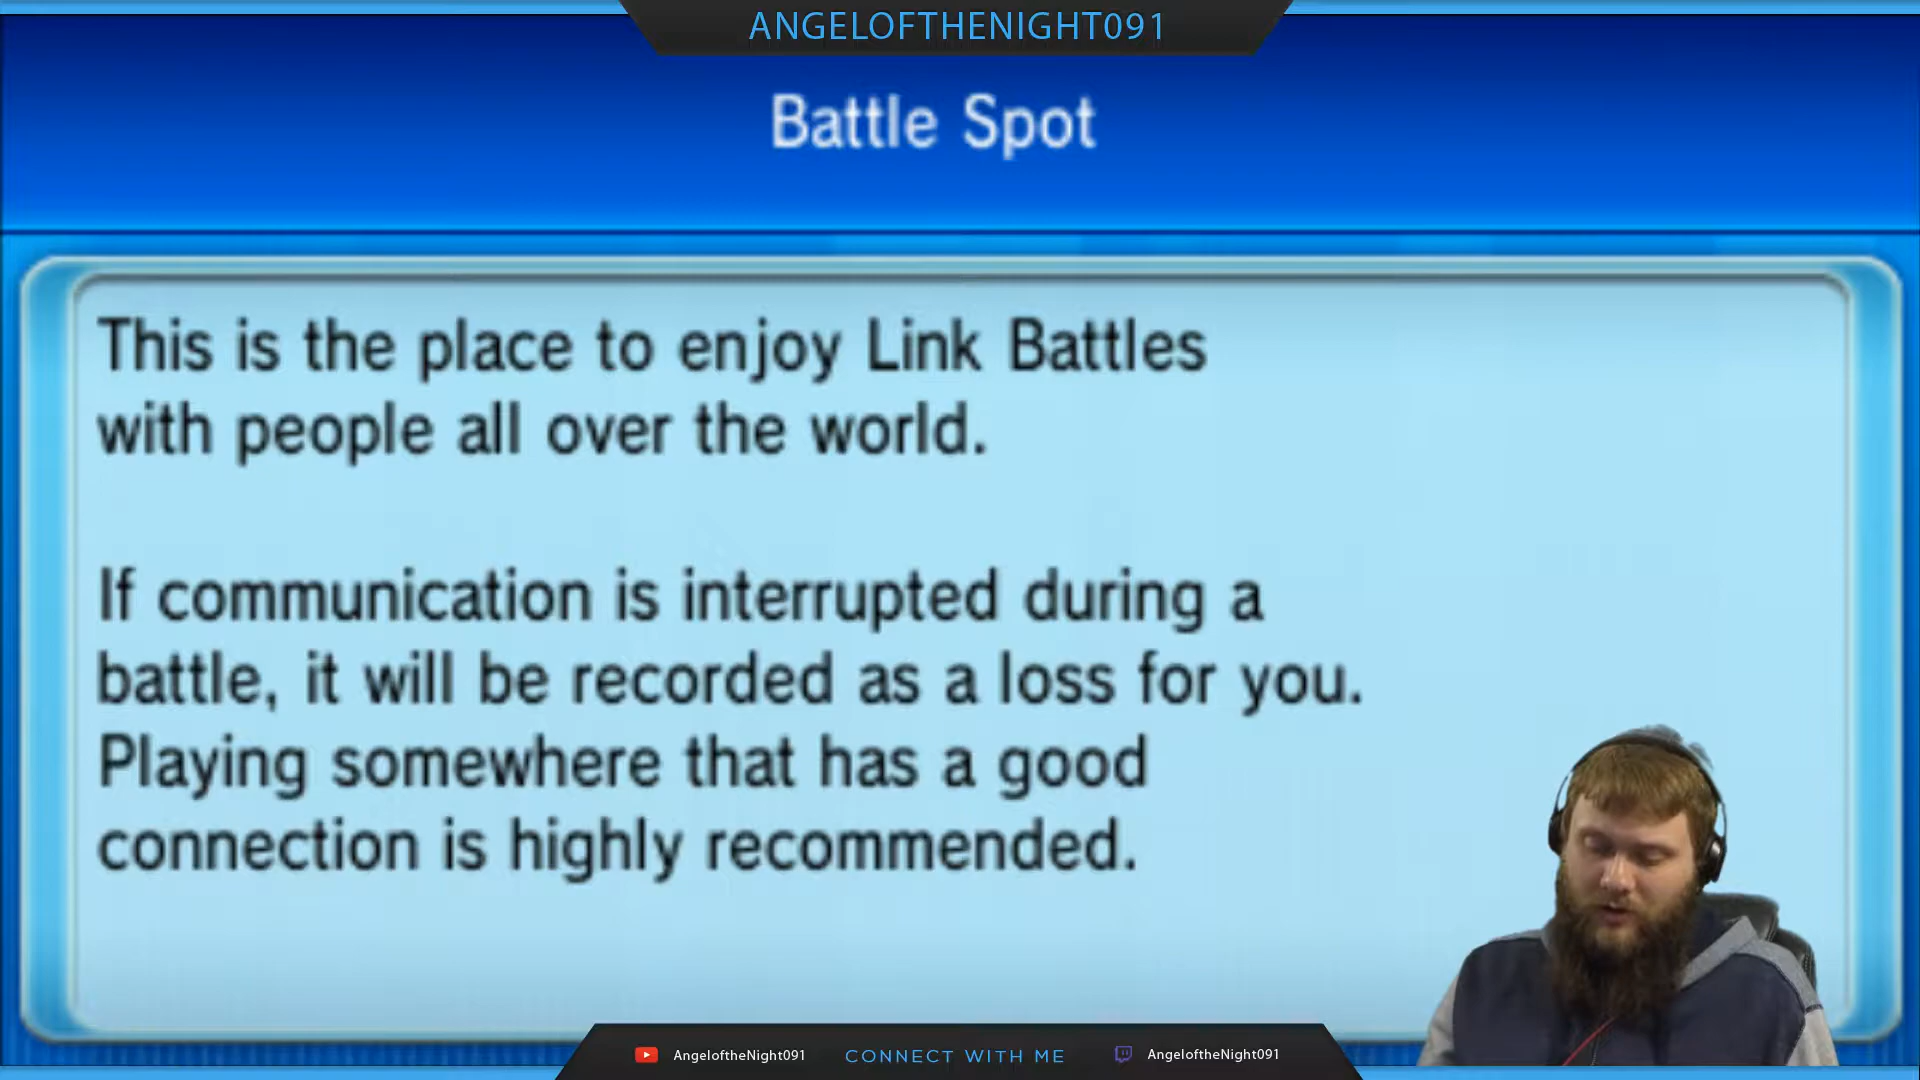 ANGELOFTHENIGHT091
Battle Spot
This is the place to enjoy Link Battles
with people all over the world.
If communication is interrupted during a
battle, it will be recorded as a loss for you.
Playing somewhere that has a good
connection is highly recommended.
AngeloftheNight091 CONNECT WITH ME AngeloftheNight091